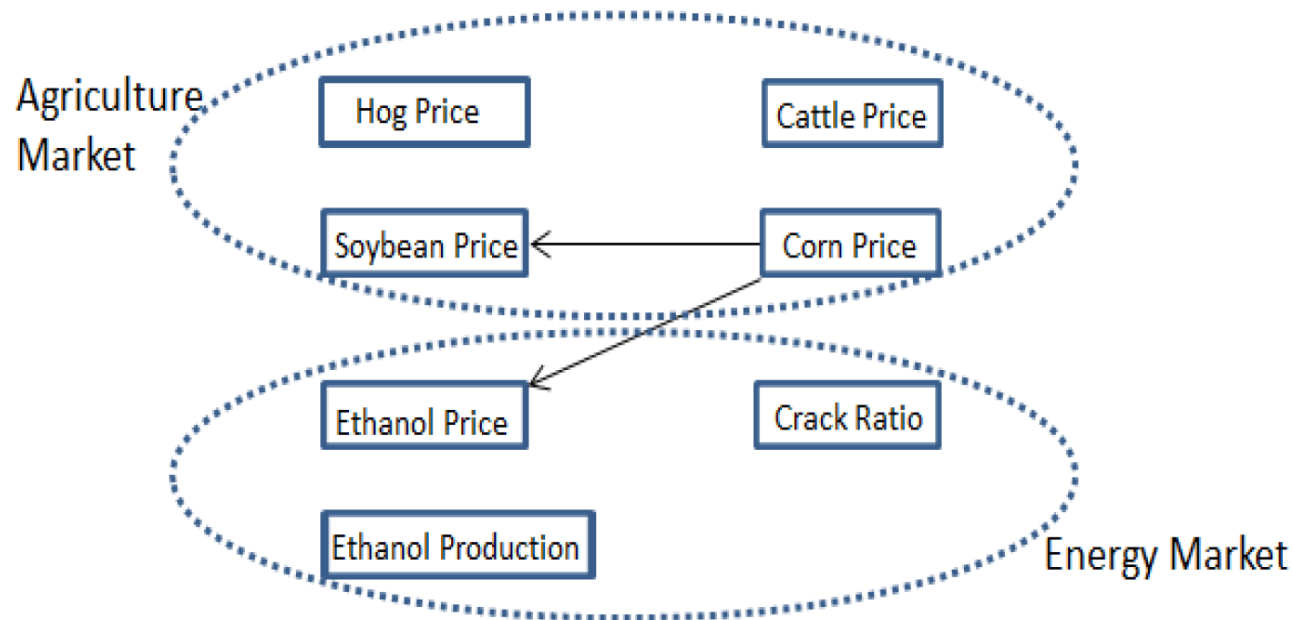 Agriculture
Market
Hog Price
Cattle Price
Soybean Price
Corn Price
Ethanol Price
Crack Ratio
Ethanol Production
Energy Market